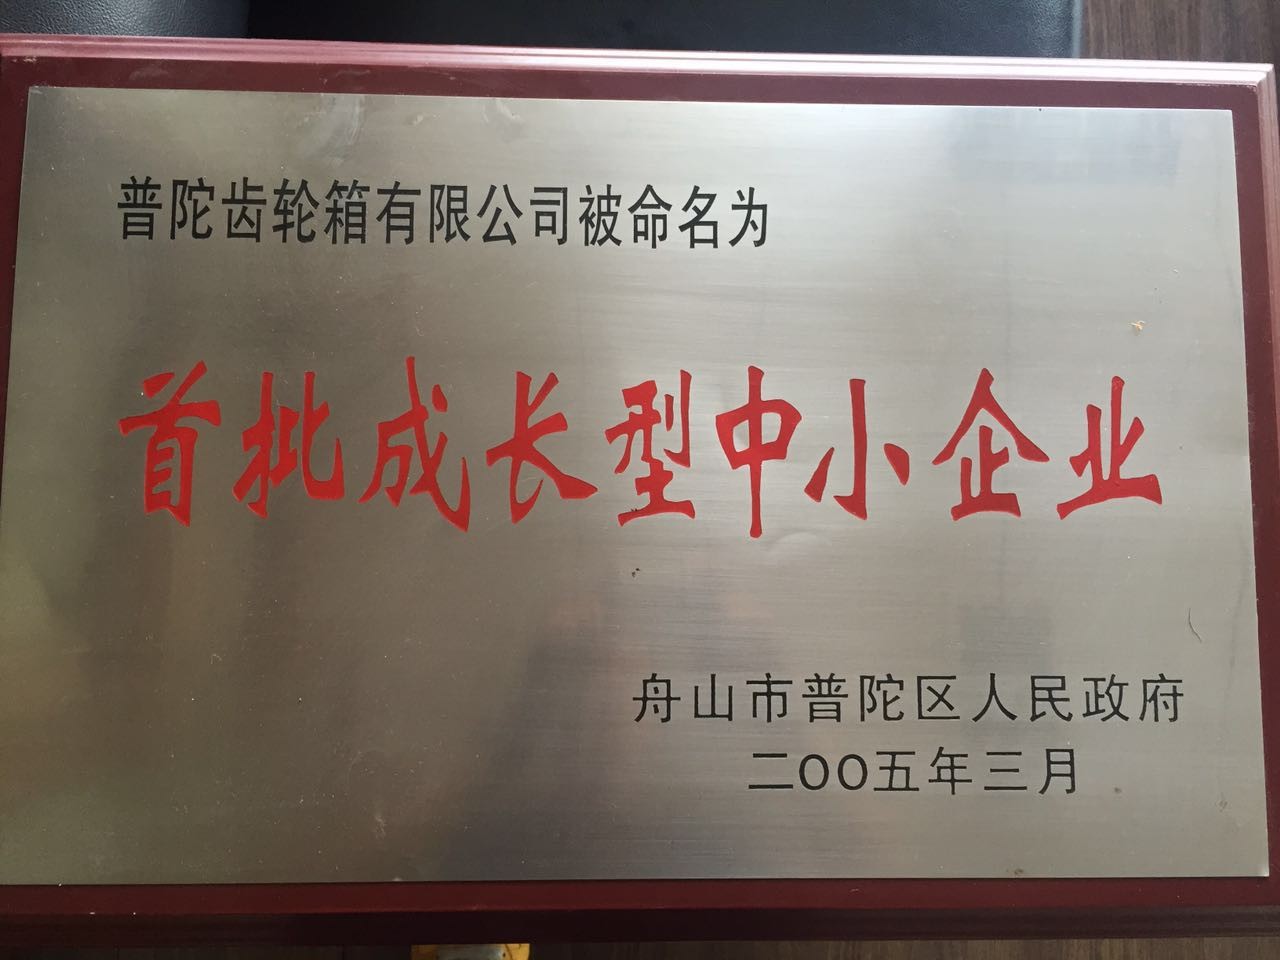 普陀齿轮箱有限公司被命名为
首批成长型中小企业
舟山市普陀区人民政府
二OO五年三月